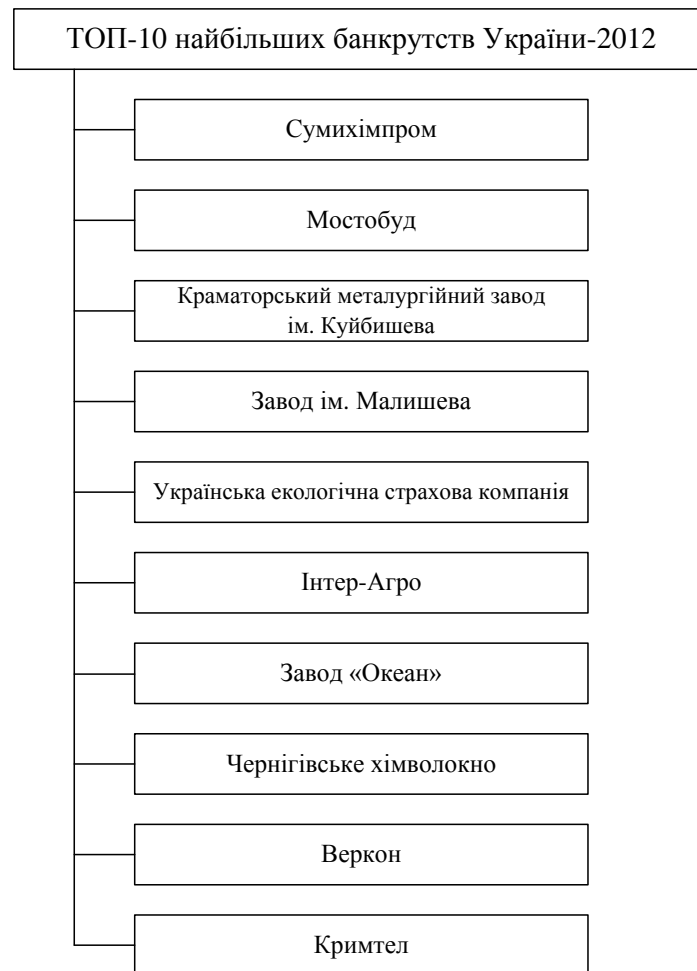 ТОП-10 найбільших банкрутств України-2012
Сумихімпром
Мостобуд
Краматорський металургійний завод
ім. Куйбишева
Завод ім. Малишева
Українська екологічна страхова компанія
Інтер-Агро
Завод «Океан»
Чернігівське хімволокно
Веркон
Кримтел